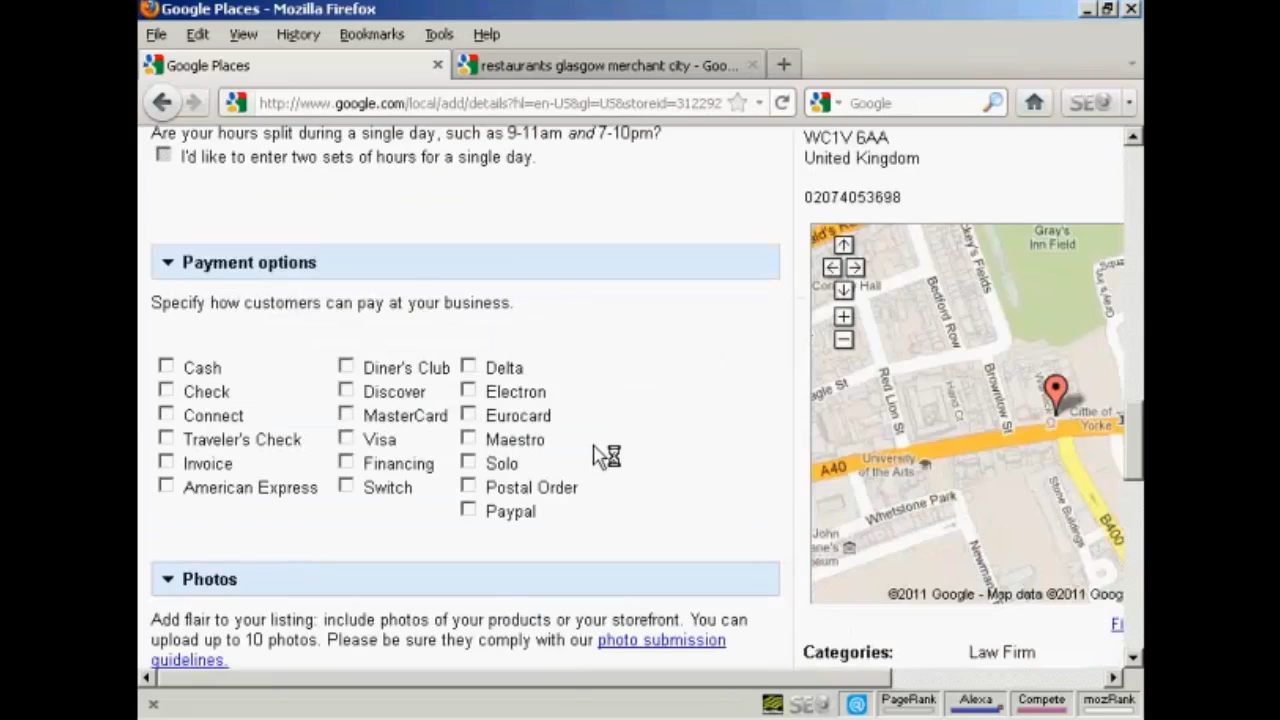 Google Places - Mozilla Firefox
File Edit View History Bookmarks Tools Help
Google Places
restaurants glasgow merchant city - Goo...
http://www.google.com/local/add/details?hl=en-US&gl=US&storeid=312292
Google
SEO
Are your hours split during a single day, such as 9-11am and 7-10pm?
I'd like to enter two sets of hours for a single day.
Payment options
Specify how customers can pay at your business.
Cash
Check
Connect
Traveler's Check
Invoice
American Express
Diner's Club
Discover
MasterCard
Visa
Financing
Switch
Delta
Electron
Eurocard
Maestro
Solo
Postal Order
Paypal
Photos
Add flair to your listing: include photos of your products or your storefront. You can
upload up to 10 photos. Please be sure they comply with our photo submission
guidelines.
WC1V 6AA
United Kingdom
02074053698
Gray's
Inn Field
Hall
Bedford Row
Red Lion St
Hand Ct
Brownlow St
Cittie of
Yorke
A40
University
of the Arts
Whetstone Park
Stone Buildings
B400
John
Newman
©2011 Google - Map data ©2011 Goog
Fi
Categories: Law Firm
SEO
PageRank
Alexa
Compete
mozRank